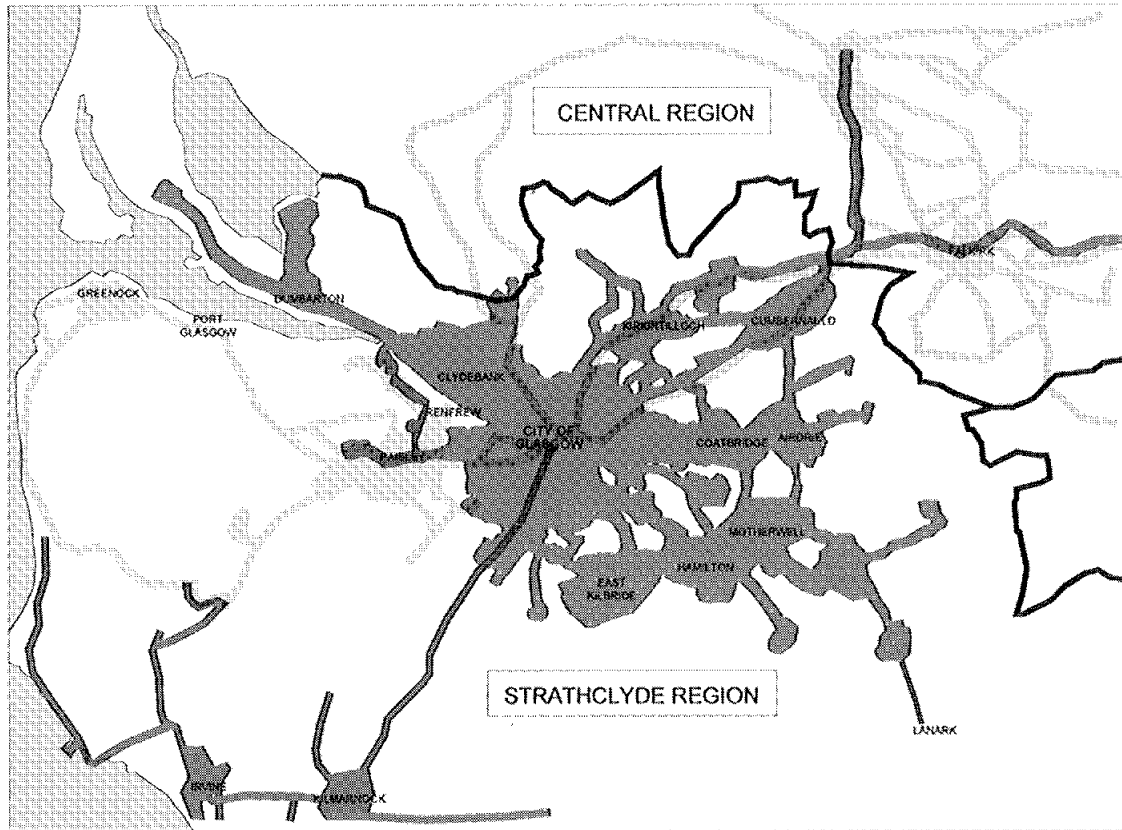 CENTRAL REGION
FALKIRK
GREENOCK
DUMBARTON
PORT
GLASGOW
KIRKINTILLOCH
CUMBERNAULD
CLYDEBANK
RENFREW
CITY OF
GLASGOW
COATBRIDGE
AIRDRIE
PAISLEY
MOTHERWELL
HAMILTON
EAST
KILBRIDE
STRATHCLYDE REGION
LANARK
IRVINE
KILMARNOCK